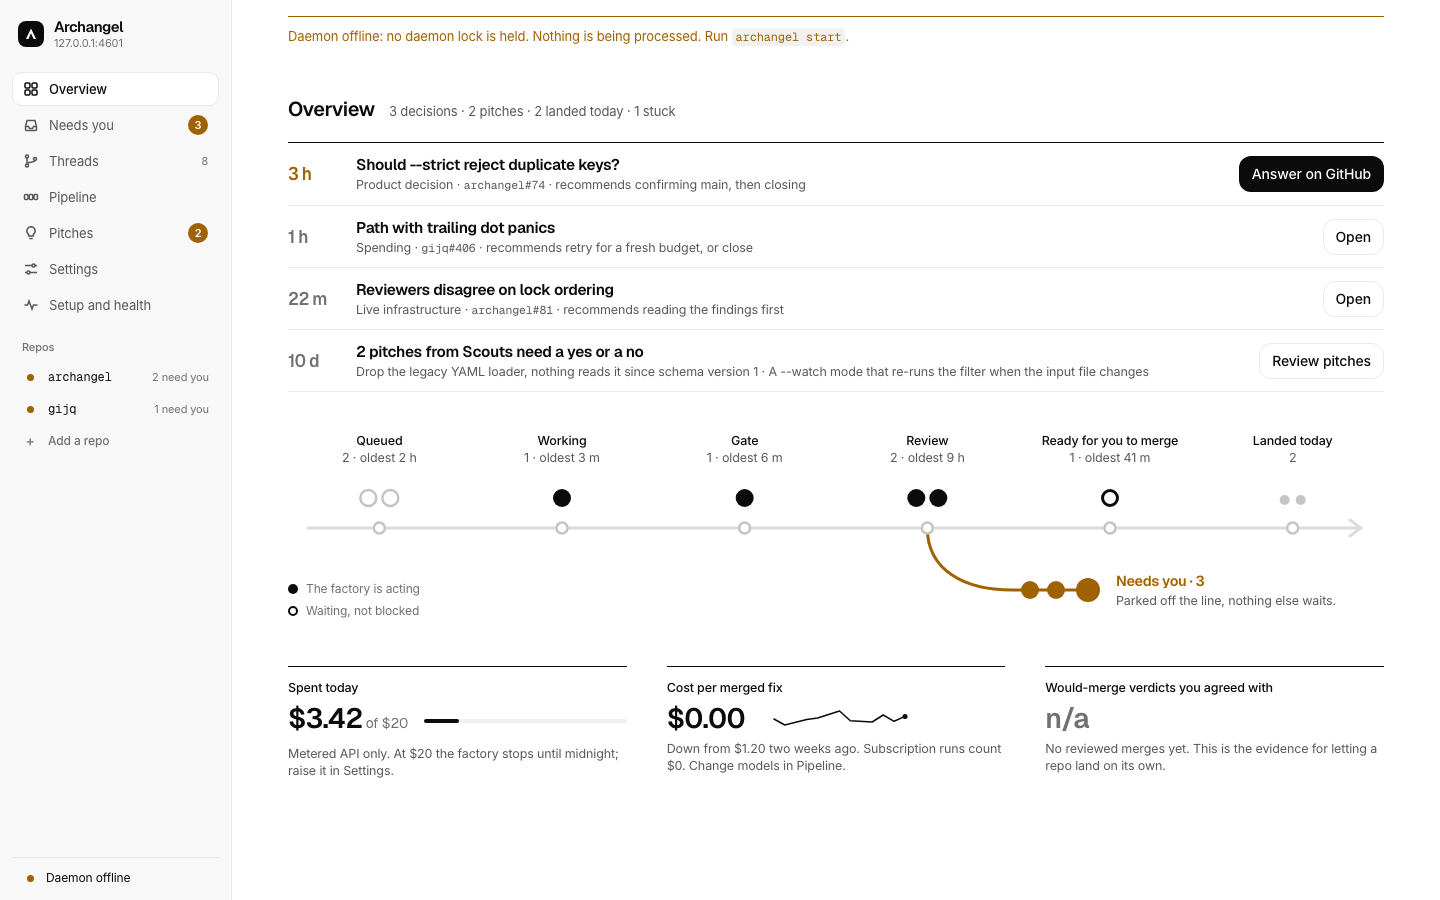 Archangel
127.0.0.1:4601
Overview
Needs you 3
Threads 8
Pipeline
Pitches 2
Settings
Setup and health
Repos
archangel 2 need you
gijq 1 need you
+ Add a repo
Daemon offline
Daemon offline: no daemon lock is held. Nothing is being processed. Run archangel start.
Overview 3 decisions · 2 pitches · 2 landed today · 1 stuck
3 h
Should --strict reject duplicate keys?
Product decision · archangel#74 · recommends confirming main, then closing
Answer on GitHub
1 h
Path with trailing dot panics
Spending · gijq#406 · recommends retry for a fresh budget, or close
Open
22 m
Reviewers disagree on lock ordering
Live infrastructure · archangel#81 · recommends reading the findings first
Open
10 d
2 pitches from Scouts need a yes or a no
Drop the legacy YAML loader, nothing reads it since schema version 1 · A --watch mode that re-runs the filter when the input file changes
Review pitches
Queued
2 · oldest 2 h
Working
1 · oldest 3 m
Gate
1 · oldest 6 m
Review
2 · oldest 9 h
Ready for you to merge
1 · oldest 41 m
Landed today
2
The factory is acting
Waiting, not blocked
Needs you · 3
Parked off the line, nothing else waits.
Spent today
$3.42 of $20
Metered API only. At $20 the factory stops until midnight;
raise it in Settings.
Cost per merged fix
$0.00
Down from $1.20 two weeks ago. Subscription runs count
$0. Change models in Pipeline.
Would-merge verdicts you agreed with
n/a
No reviewed merges yet. This is the evidence for letting a
repo land on its own.